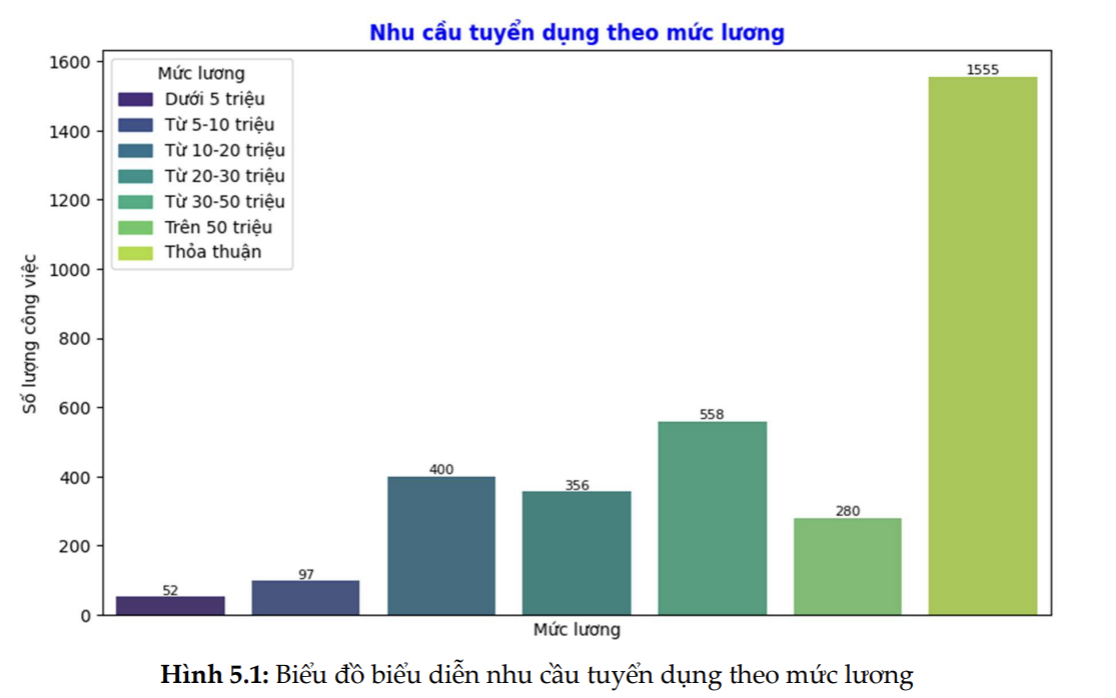 Nhu cầu tuyển dụng theo mức lương
1600
1400
1200
1000
800
600
400
200
0
Số lượng công việc
Mức lương
Dưới 5 triệu
Từ 5-10 triệu
Từ 10-20 triệu
Từ 20-30 triệu
Từ 30-50 triệu
Trên 50 triệu
Thỏa thuận
52
97
400
356
558
280
1555
Mức lương
Hình 5.1: Biểu đồ biểu diễn nhu cầu tuyển dụng theo mức lương